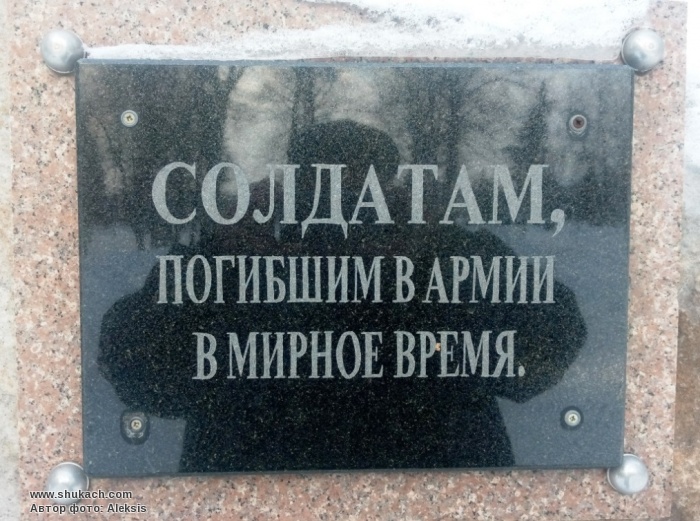 СОЛДАТАМ,
ПОГИБШИМ В АРМИИ
В МИРНОЕ ВРЕМЯ.
www.shukach.com
Автор фото: Aleksis